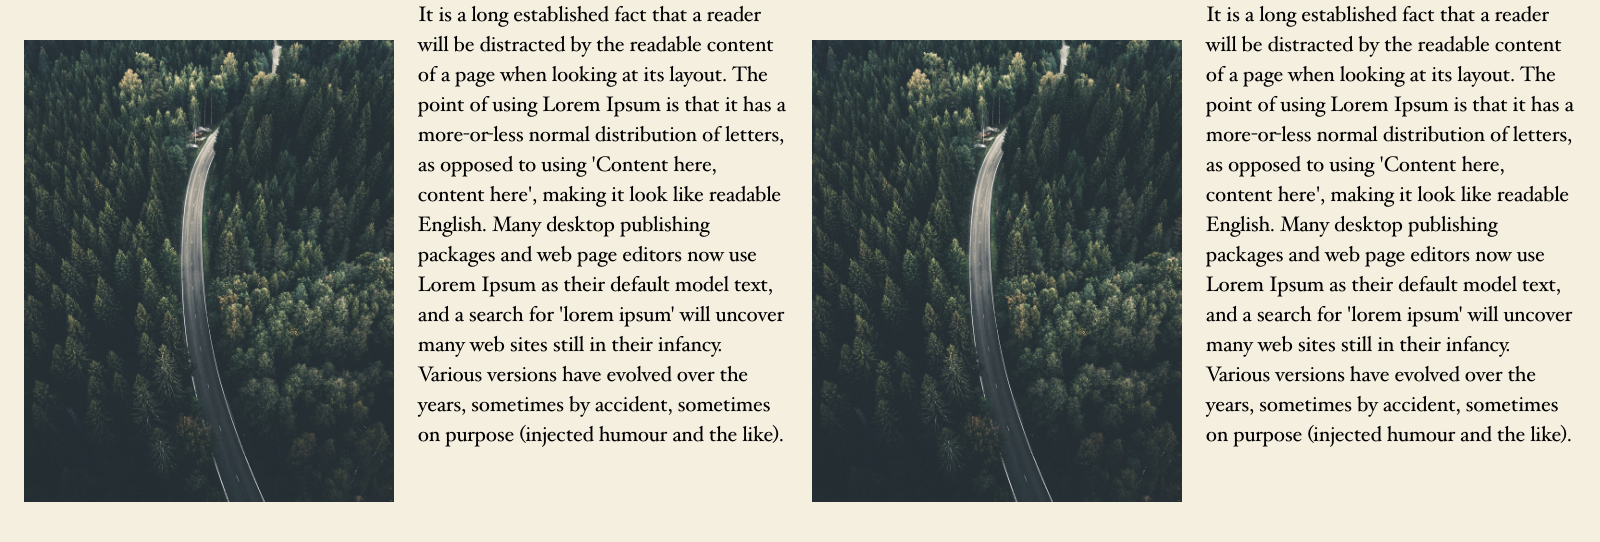 It is a long established fact that a reader
will be distracted by the readable content
of a page when looking at its layout. The
point of using Lorem Ipsum is that it has a
more-or-less normal distribution of letters,
as opposed to using 'Content here,
content here', making it look like readable
English. Many desktop publishing
packages and web page editors now use
Lorem Ipsum as their default model text,
and a search for 'lorem ipsum' will uncover
many web sites still in their infancy.
Various versions have evolved over the
years, sometimes by accident, sometimes
on purpose (injected humour and the like).
It is a long established fact that a reader
will be distracted by the readable content
of a page when looking at its layout. The
point of using Lorem Ipsum is that it has a
more-or-less normal distribution of letters,
as opposed to using 'Content here,
content here', making it look like readable
English. Many desktop publishing
packages and web page editors now use
Lorem Ipsum as their default model text,
and a search for 'lorem ipsum' will uncover
many web sites still in their infancy.
Various versions have evolved over the
years, sometimes by accident, sometimes
on purpose (injected humour and the like).